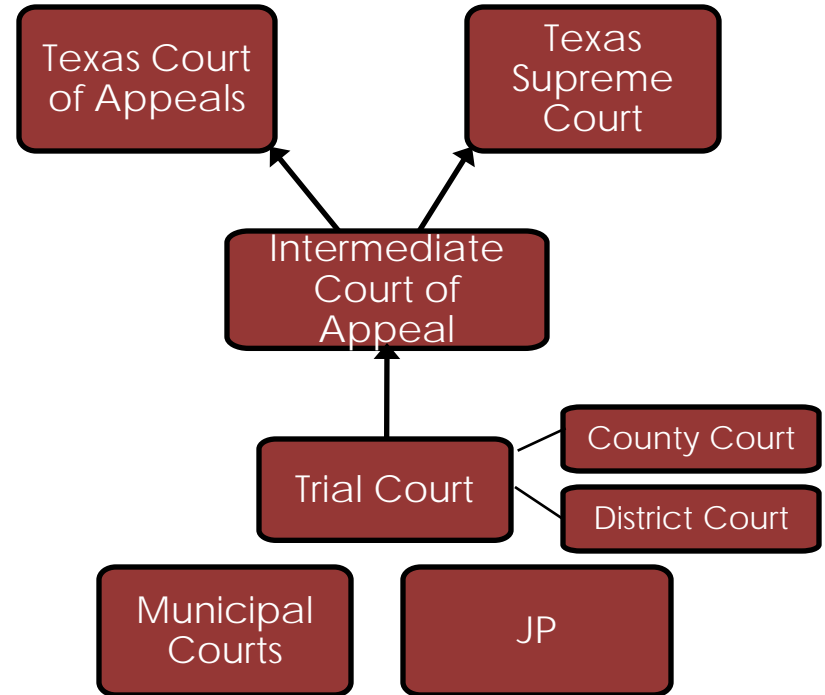 Texas Court
of Appeals
Texas
Supreme
Court
Intermediate
Court of
Appeal
Trial Court
County Court
District Court
Municipal
Courts
JP